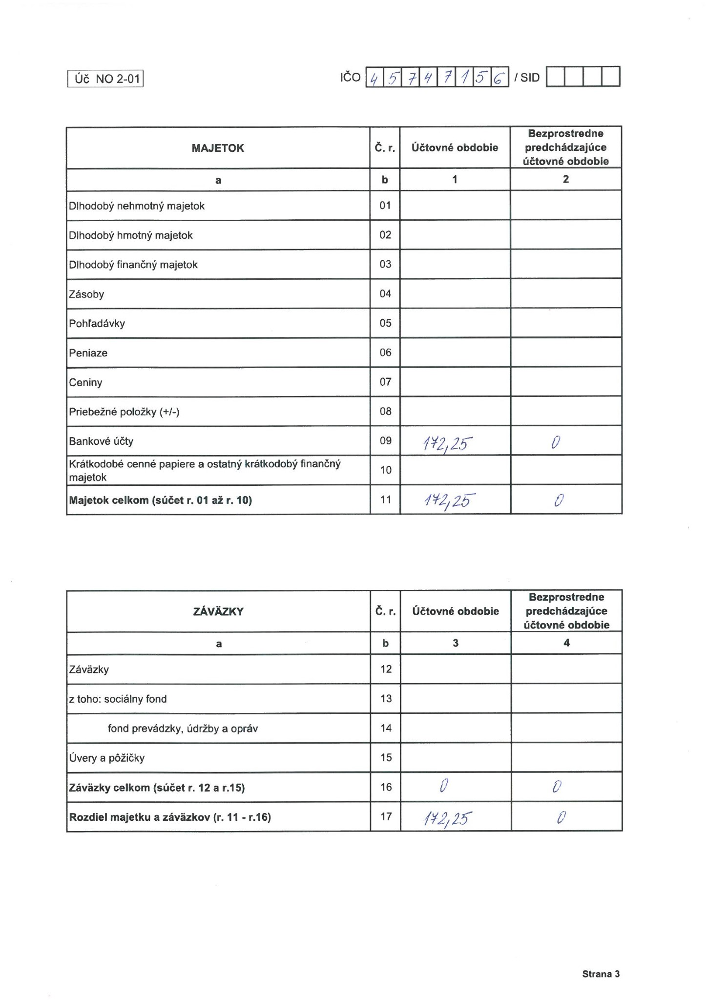 Úč NO 2-01
IČO 45747156 / SID
MAJETOK Č. r. Účtovné obdobie Bezprostredne predchádzajúce účtovné obdobie
a b 1 2
Dlhodobý nehmotný majetok 01
Dlhodobý hmotný majetok 02
Dlhodobý finančný majetok 03
Zásoby 04
Pohľadávky 05
Peniaze 06
Ceniny 07
Priebežné položky (+/-) 08
Bankové účty 09 172,25 0
Krátkodobé cenné papiere a ostatný krátkodobý finančný
majetok 10
Majetok celkom (súčet r. 01 až r. 10) 11 172,25 0
ZÁVÄZKY Č. r. Účtovné obdobie Bezprostredne predchádzajúce účtovné obdobie
a b 3 4
Záväzky 12
z toho: sociálny fond 13
fond prevádzky, údržby a opráv 14
Úvery a pôžičky 15
Záväzky celkom (súčet r. 12 a r.15) 16 0 0
Rozdiel majetku a záväzkov (r. 11 - r.16) 17 172,25 0
Strana 3